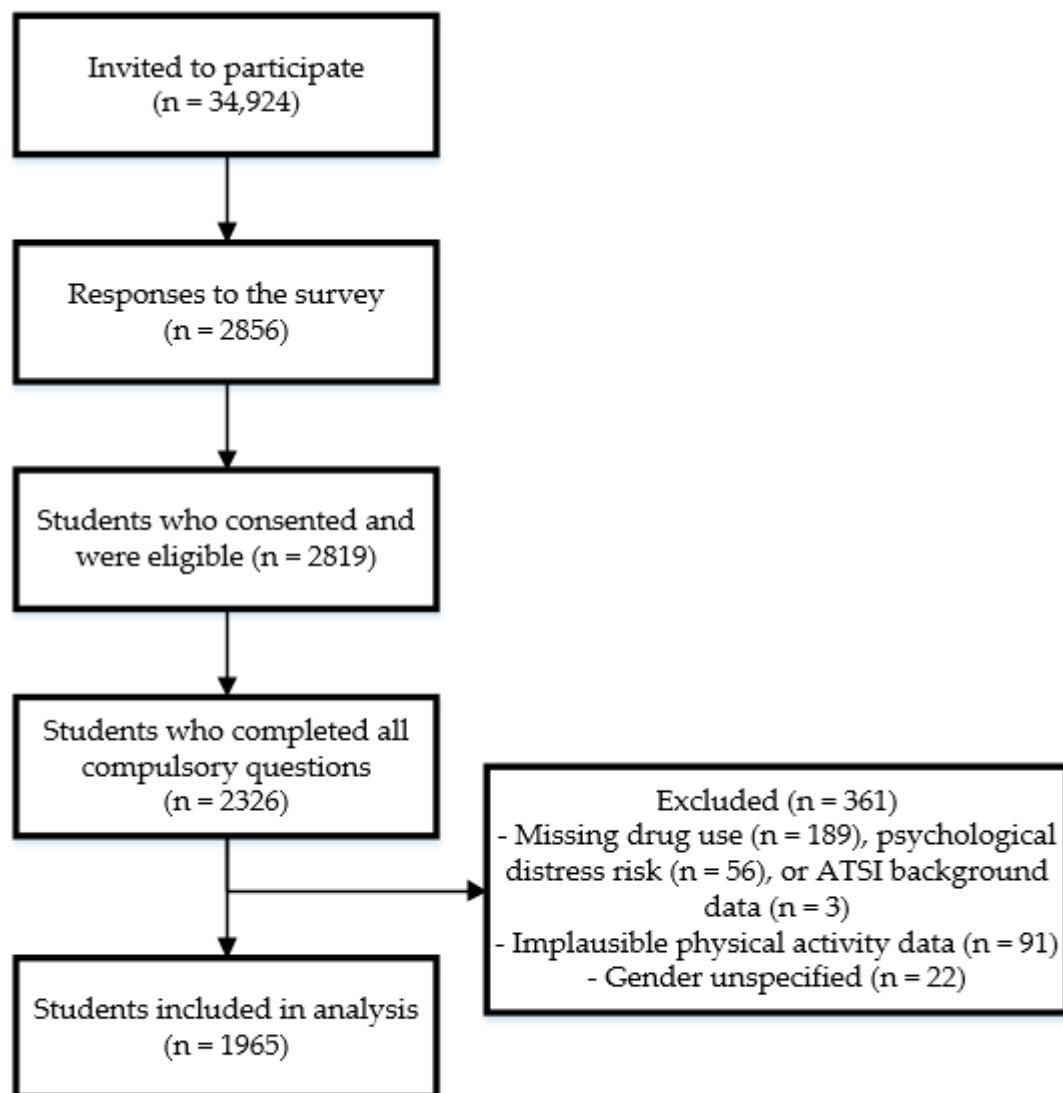 Invited to participate
(n = 34,924)
Responses to the survey
(n = 2856)
Students who consented and
were eligible (n = 2819)
Students who completed all
compulsory questions
(n = 2326)
Excluded (n = 361)
- Missing drug use (n = 189), psychological
distress risk (n = 56), or ATSI background
data (n = 3)
- Implausible physical activity data (n = 91)
- Gender unspecified (n = 22)
Students included in analysis
(n = 1965)